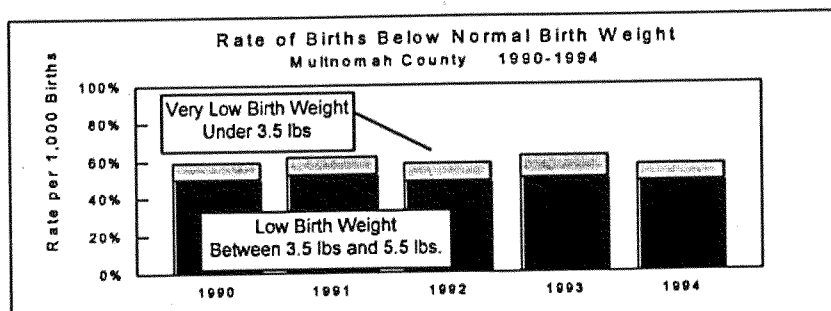 Rate of Births Below Normal Birth Weight
Multnomah County 1990-1994
Rate per 1,000 Births
100%
80%
60%
40%
20%
0%
Very Low Birth Weight
Under 3.5 lbs
Low Birth Weight
Between 3.5 lbs and 5.5 lbs.
1990 1991 1992 1993 1994